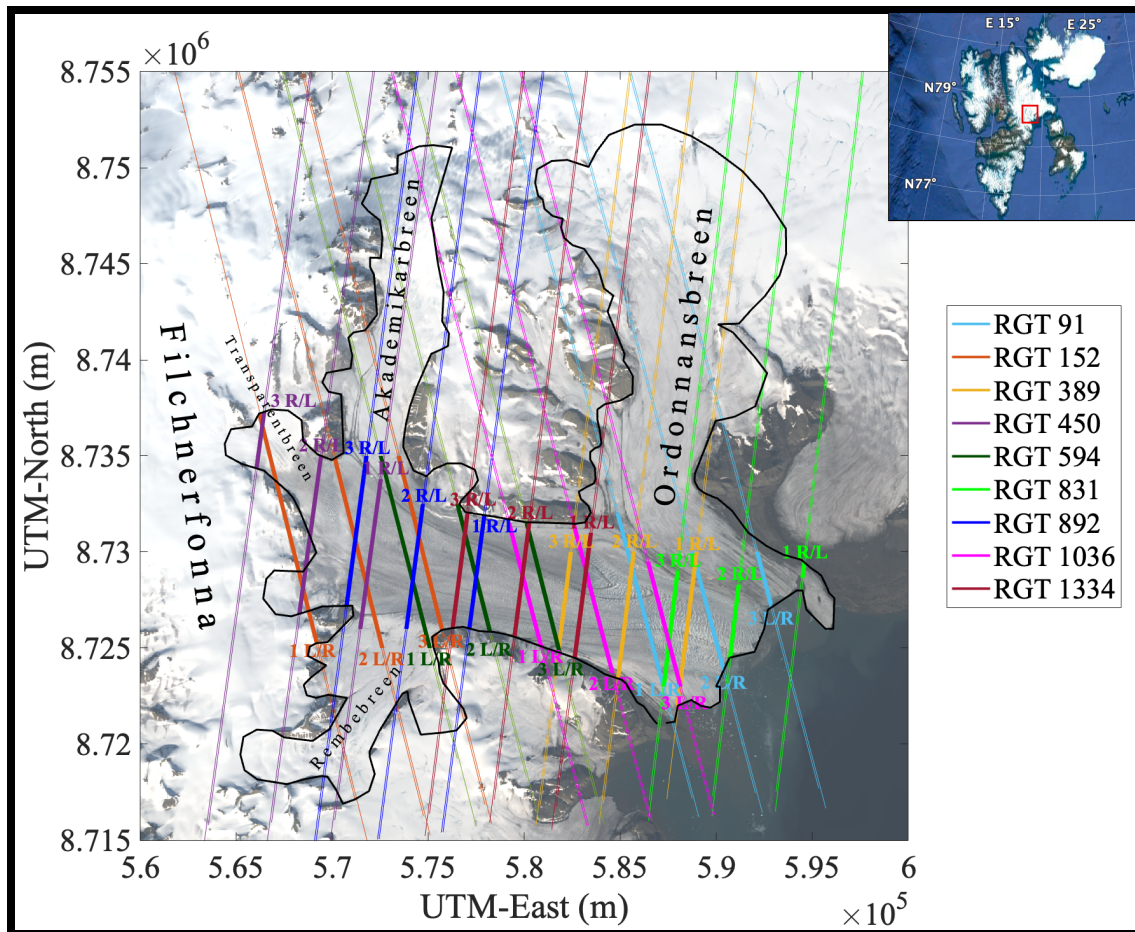 ×10⁶
8.755
8.75
8.745
8.74
8.735
8.73
8.725
8.72
8.715
UTM-North (m)
5.6
5.65
5.7
5.75
5.8
5.85
5.9
5.95
6
UTM-East (m)
×10⁵
Filchnerfonna
Transparentbreen
Akademikarbreen
Ordonnansbreen
Rembebreen
3 R/L
2 R/L
3 R/L
1 R/L
2 R/L
3 R/L
1 R/L
2 R/L
1 R/L
3 R/L
2 R/L
1 R/L
3 R/L
2 R/L
1 R/L
1 L/R
2 L/R
1 L/R
3 L/R
2 L/R
1 L/R
3 L/R
2 L/R
1 L/R
3 L/R
2 L/R
3 L/R
E 15°
E 25°
N79°
N77°
RGT 91
RGT 152
RGT 389
RGT 450
RGT 594
RGT 831
RGT 892
RGT 1036
RGT 1334